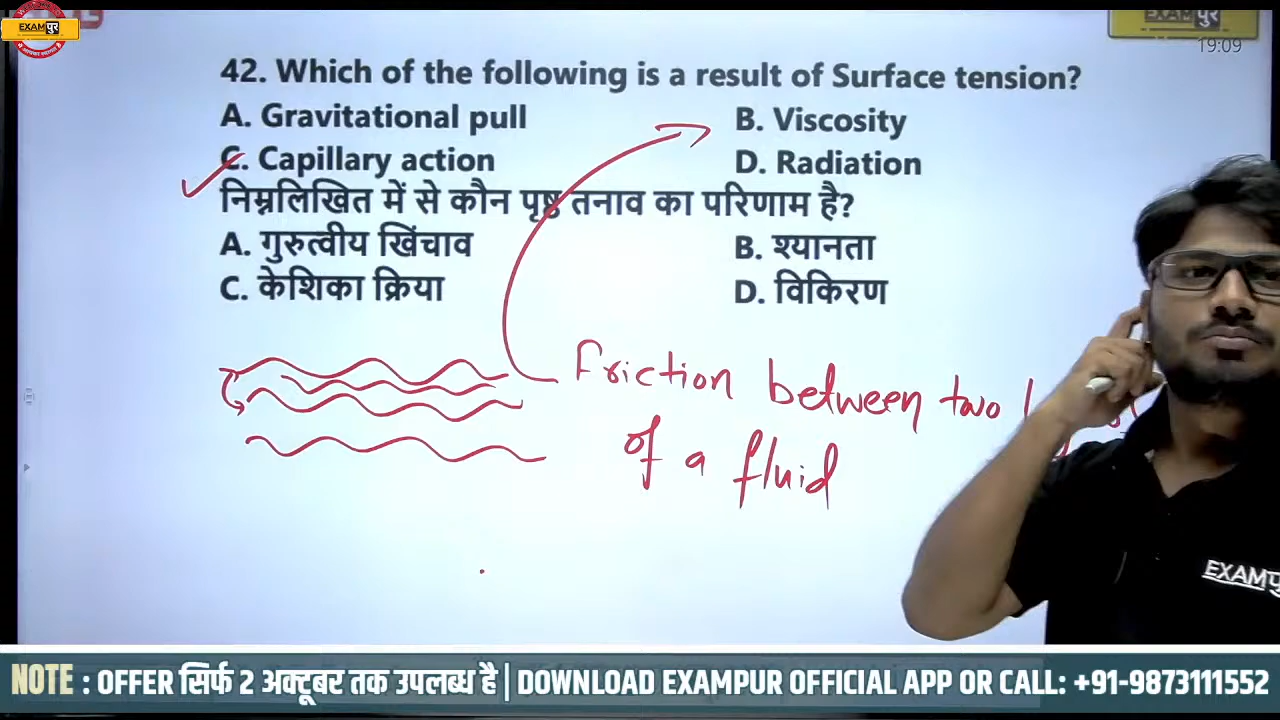 EXAMपुर
EXAMपुर
19:09
42. Which of the following is a result of Surface tension?
A. Gravitational pull
B. Viscosity
C. Capillary action
D. Radiation
निम्नलिखित में से कौन पृष्ठ तनाव का परिणाम है?
A. गुरुत्वीय खिंचाव
B. श्यानता
C. केशिका क्रिया
D. विकिरण
Friction between two
of a fluid
EXAMपु
NOTE : OFFER सिर्फ 2 अक्टूबर तक उपलब्ध है | DOWNLOAD EXAMPUR OFFICIAL APP OR CALL: +91-9873111552